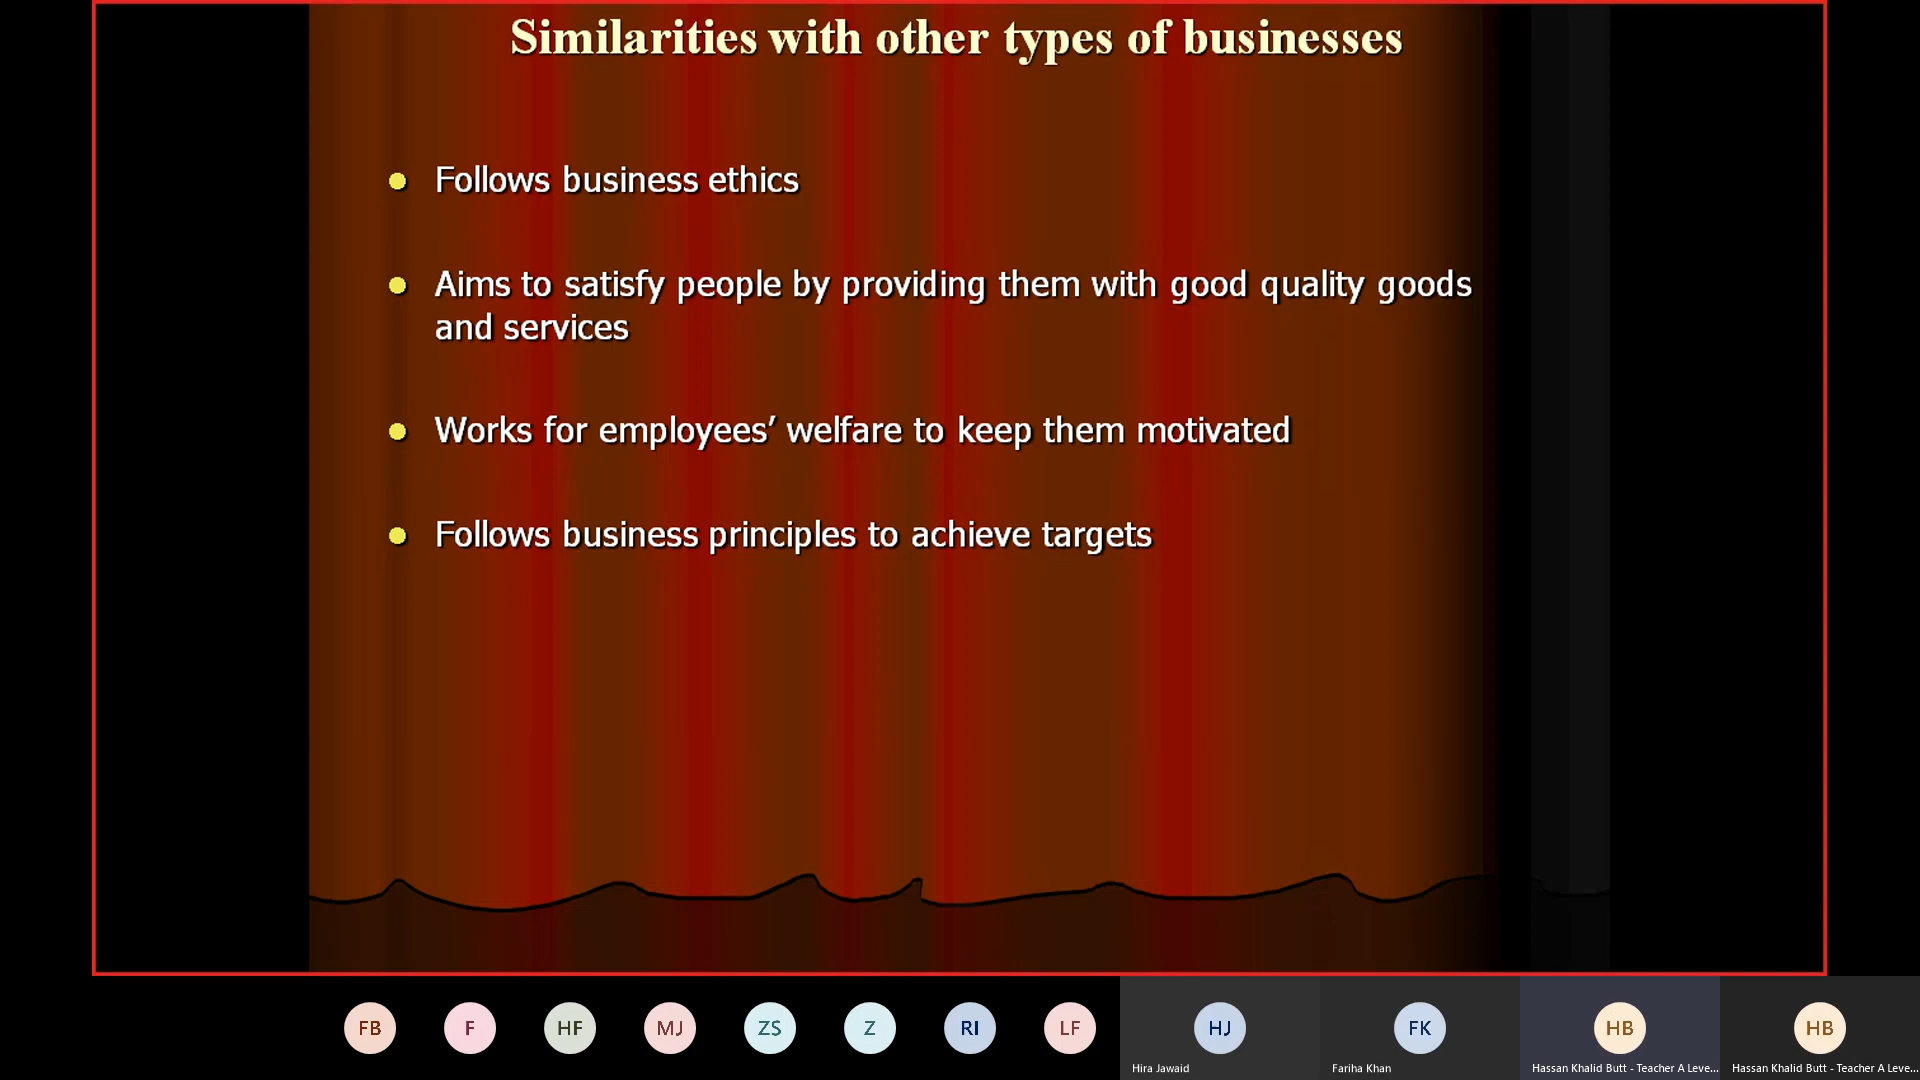 Similarities with other types of businesses
Follows business ethics
Aims to satisfy people by providing them with good quality goods
and services
Works for employees’ welfare to keep them motivated
Follows business principles to achieve targets
FB F HF MJ ZS Z RI LF HJ FK HB HB
Hira Jawaid Fariha Khan Hassan Khalid Butt - Teacher A Leve... Hassan Khalid Butt - Teacher A Leve...